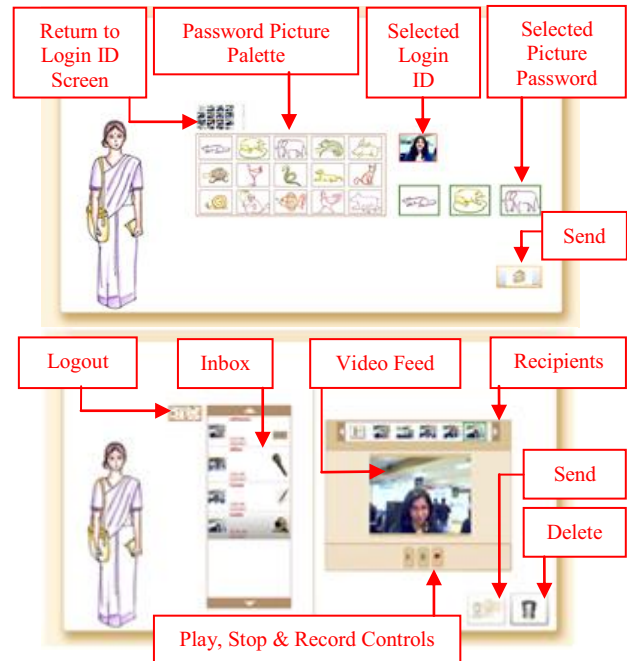 Return to
Login ID
Screen
Password Picture
Palette
Selected
Login
ID
Selected
Picture
Password
Send
Logout
Inbox
Video Feed
Recipients
Send
Delete
Play, Stop & Record Controls